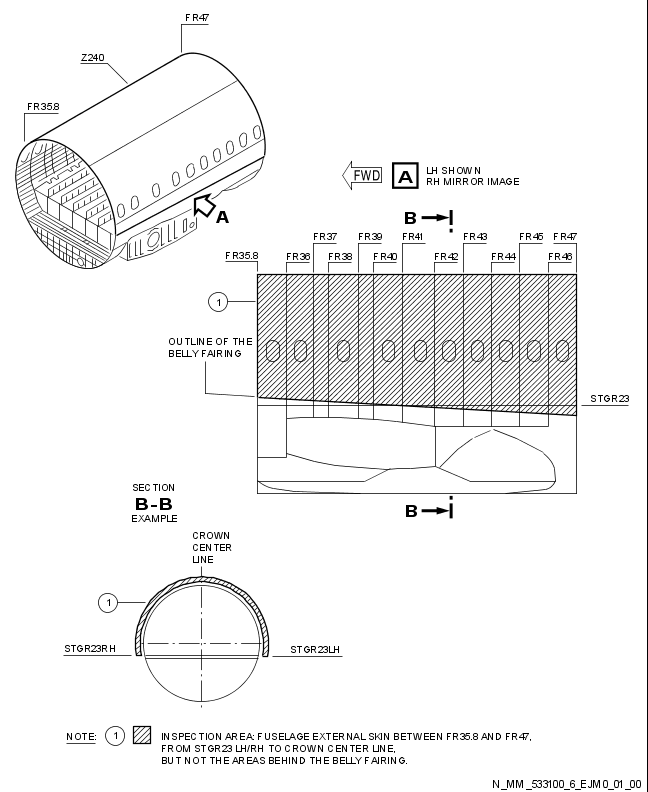 FR47
Z240
FR35.8
A
FWD
A
LH SHOWN
RH MIRROR IMAGE
B
FR37
FR39
FR41
FR43
FR45
FR47
FR35.8
FR36
FR38
FR40
FR42
FR44
FR46
1
OUTLINE OF THE
BELLY FAIRING
STGR23
B
SECTION
B-B
EXAMPLE
CROWN
CENTER
LINE
1
STGR23RH
STGR23LH
NOTE: 1 INSPECTION AREA: FUSELAGE EXTERNAL SKIN BETWEEN FR35.8 AND FR47,
FROM STGR23 LH/RH TO CROWN CENTER LINE,
BUT NOT THE AREAS BEHIND THE BELLY FAIRING.
N_MM_533100_6_EJM0_01_00